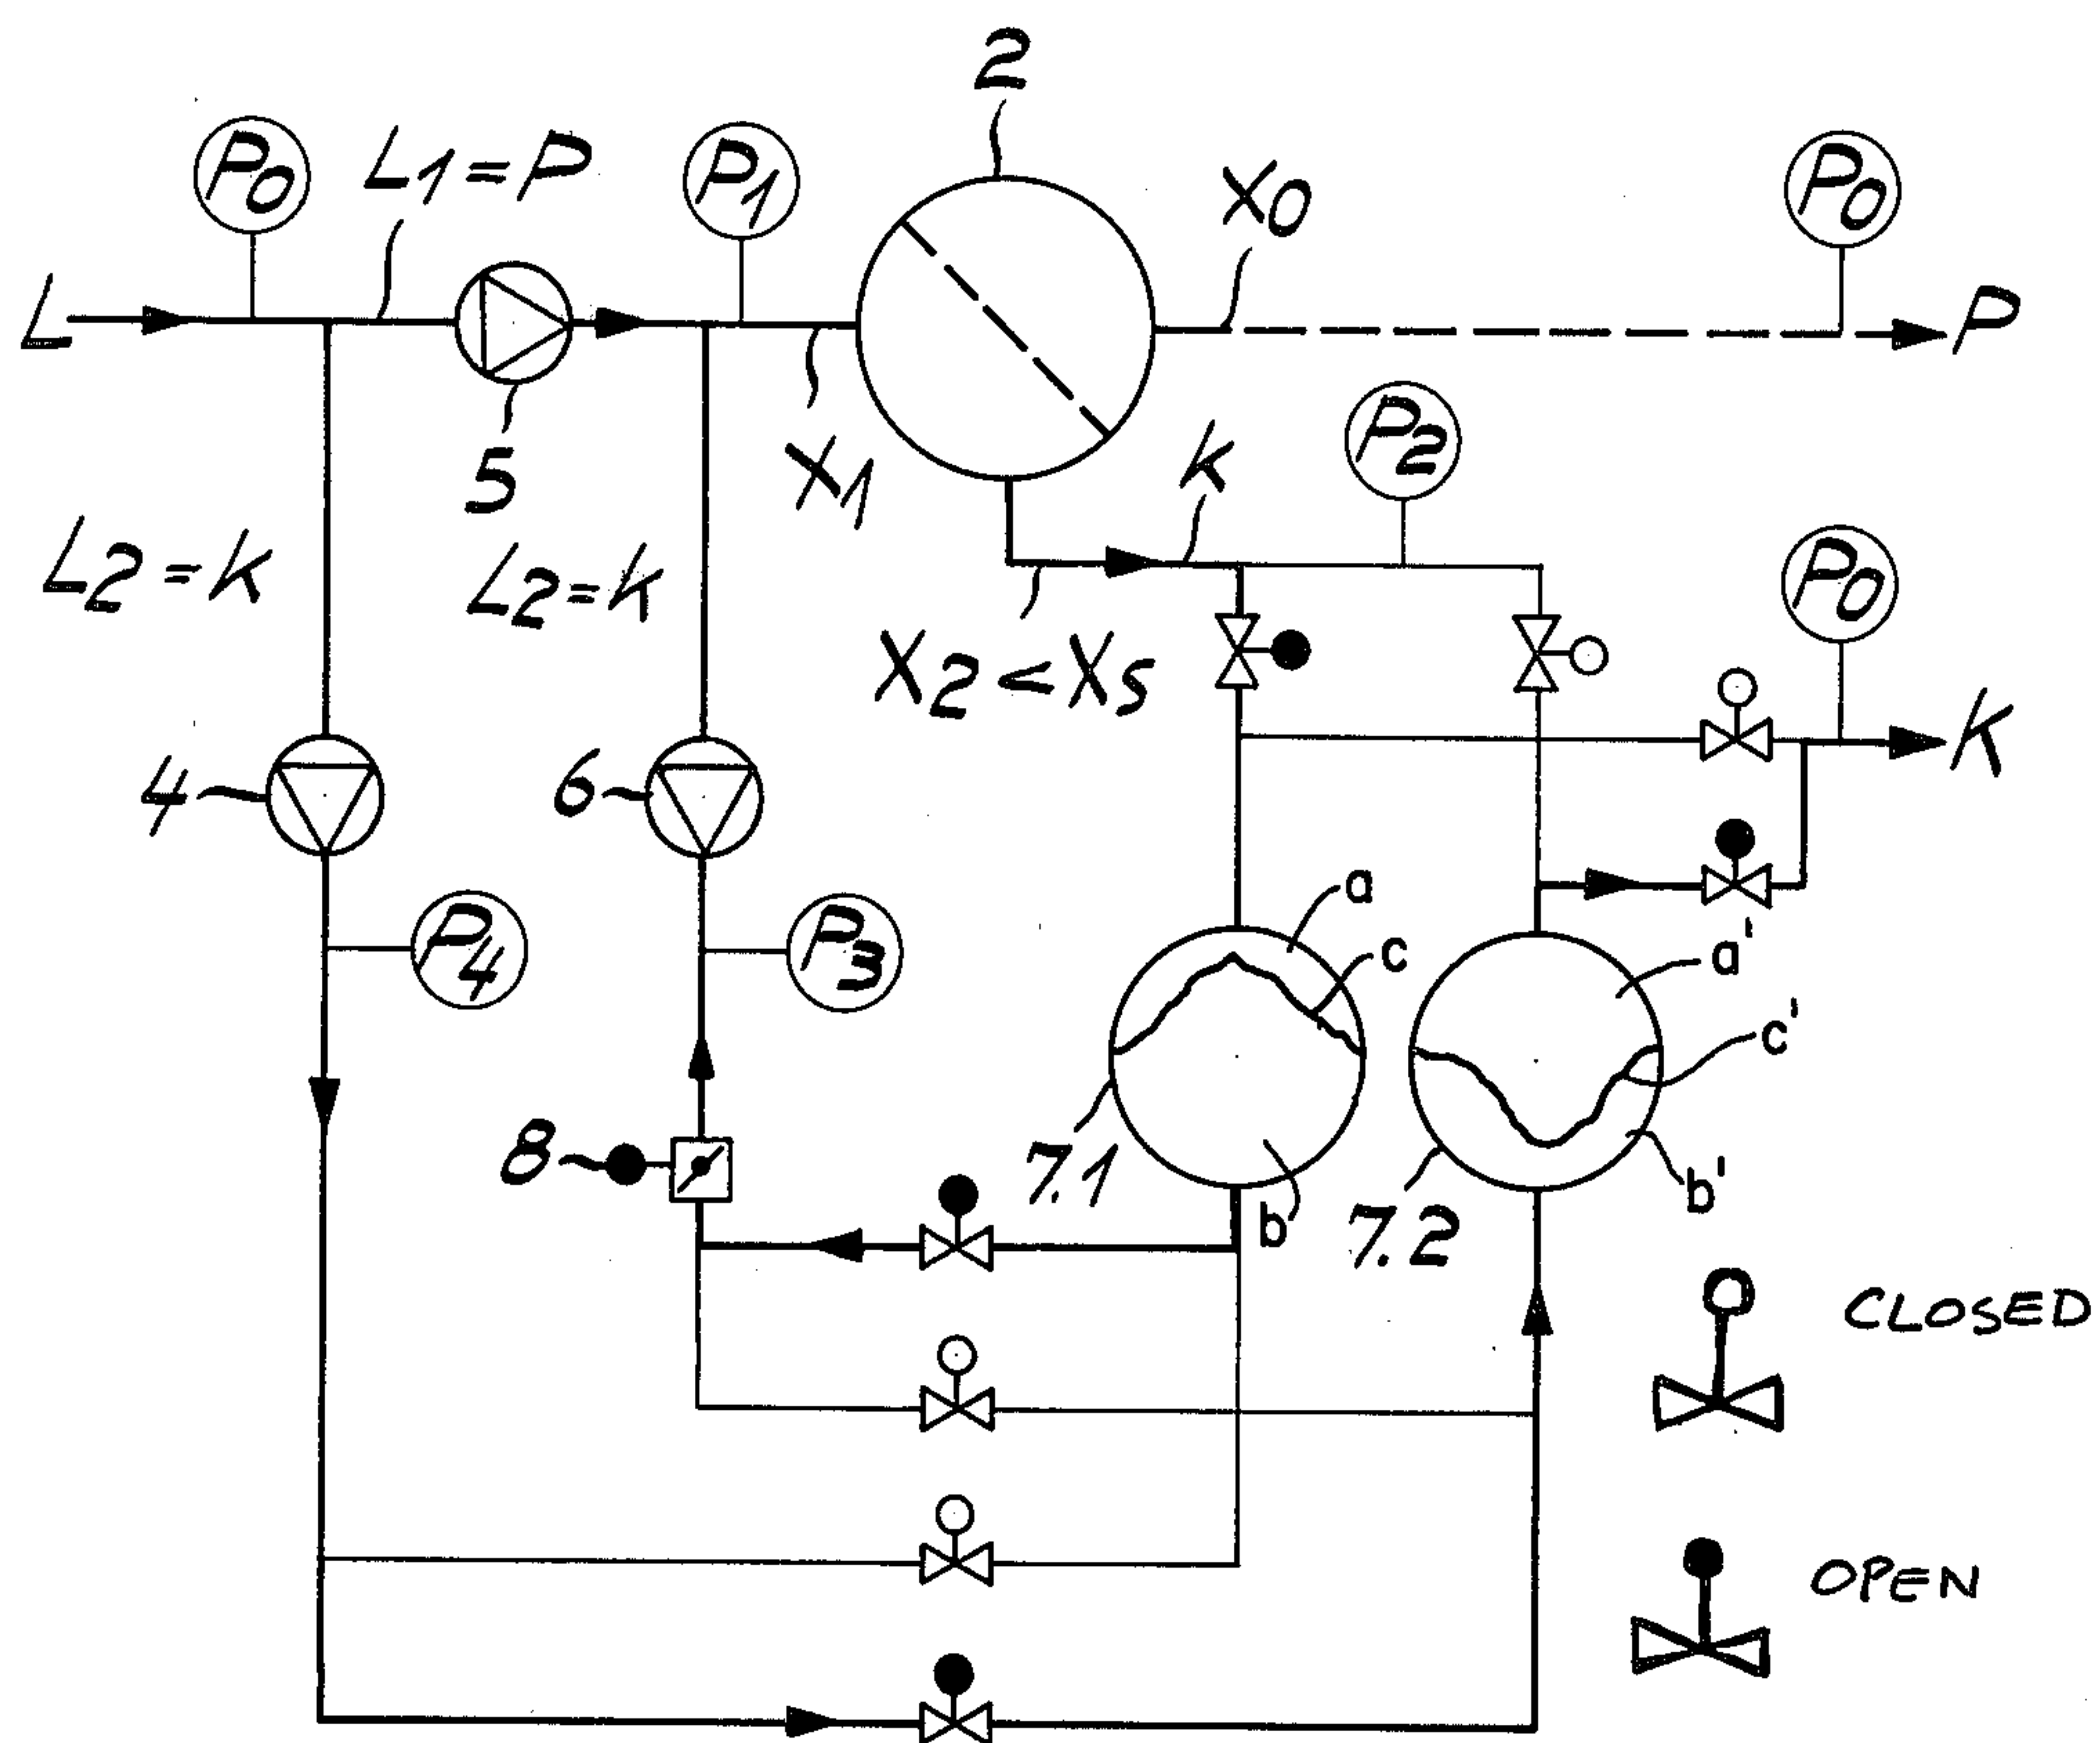 2
P0
L1=P
P1
X0
P0
L
P
5
X1
k
P2
L2=k
L2=k
P0
X2<XS
K
4
6
P4
P3
a
c
a'
c'
8
7.1
b
7.2
b'
CLOSED
OPEN